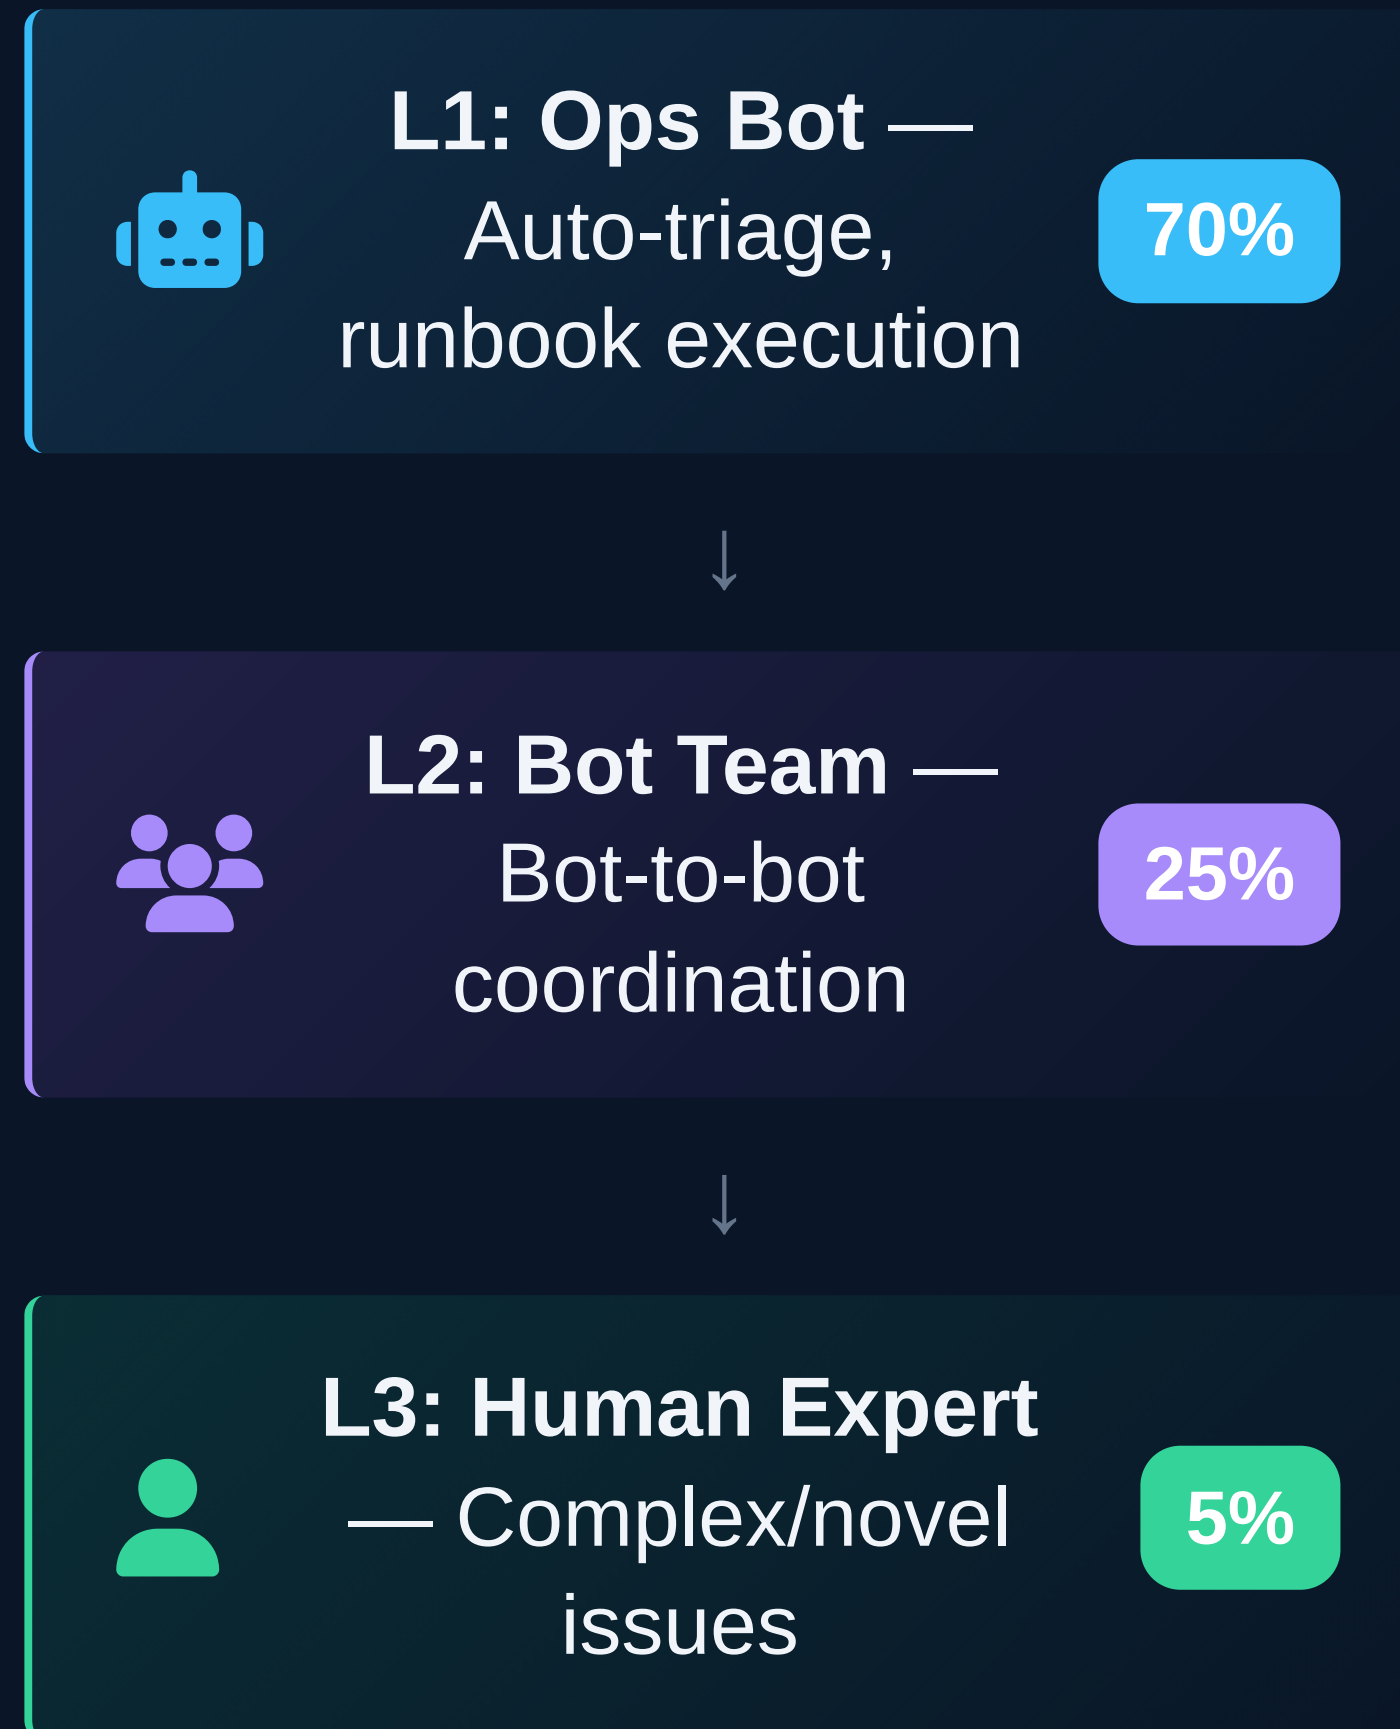 L1: Ops Bot —
Auto-triage,
runbook execution
70%
↓
L2: Bot Team —
Bot-to-bot
coordination
25%
↓
L3: Human Expert
— Complex/novel
issues
5%